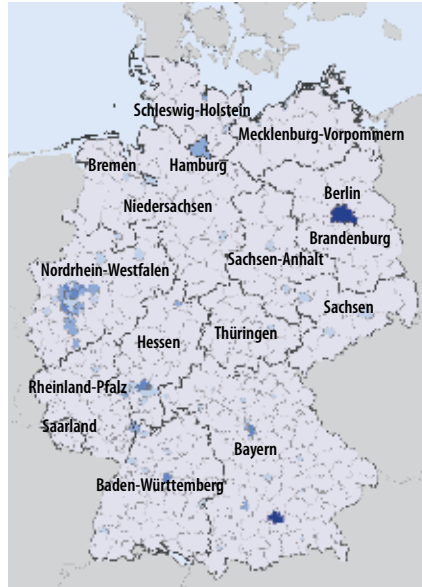 Schleswig-Holstein
Mecklenburg-Vorpommern
Bremen
Hamburg
Berlin
Niedersachsen
Brandenburg
Sachsen-Anhalt
Nordrhein-Westfalen
Sachsen
Thüringen
Hessen
Rheinland-Pfalz
Saarland
Bayern
Baden-Württemberg